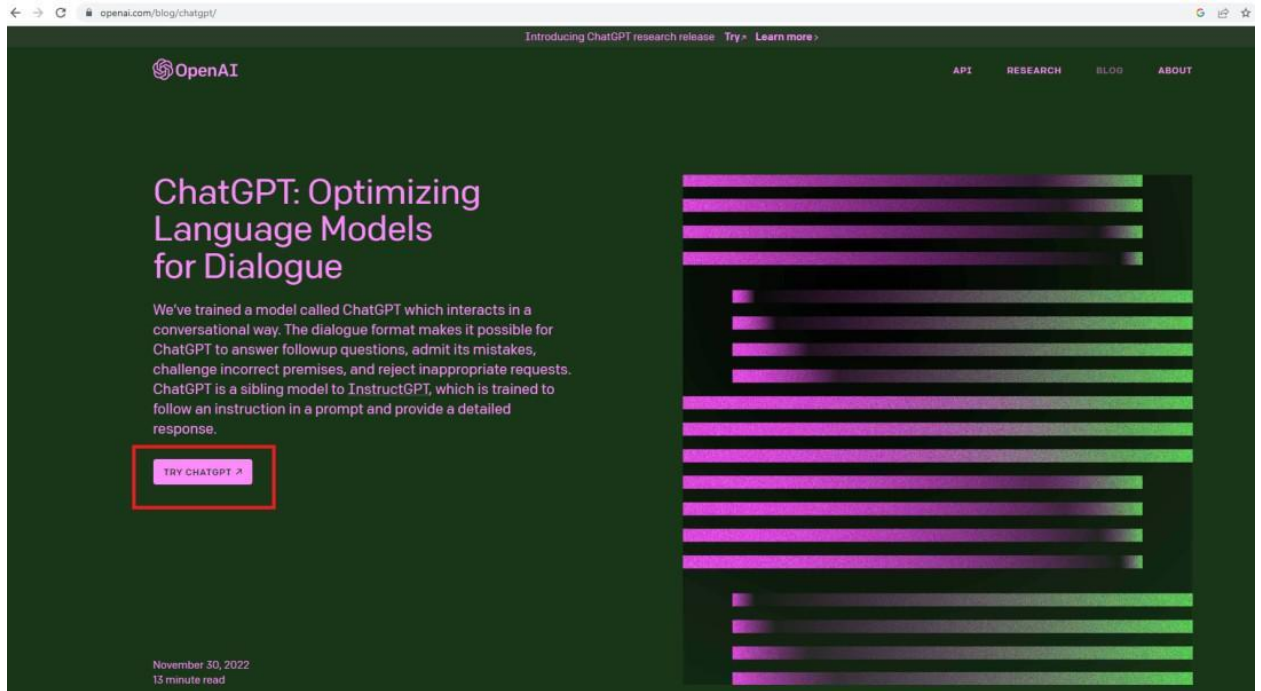 openai.com/blog/chatgpt/
Introducing ChatGPT research release Try↗ Learn more›
OpenAI
API RESEARCH BLOG ABOUT
ChatGPT: Optimizing
Language Models
for Dialogue
We've trained a model called ChatGPT which interacts in a
conversational way. The dialogue format makes it possible for
ChatGPT to answer followup questions, admit its mistakes,
challenge incorrect premises, and reject inappropriate requests.
ChatGPT is a sibling model to InstructGPT, which is trained to
follow an instruction in a prompt and provide a detailed
response.
TRY CHATGPT ↗
November 30, 2022
13 minute read